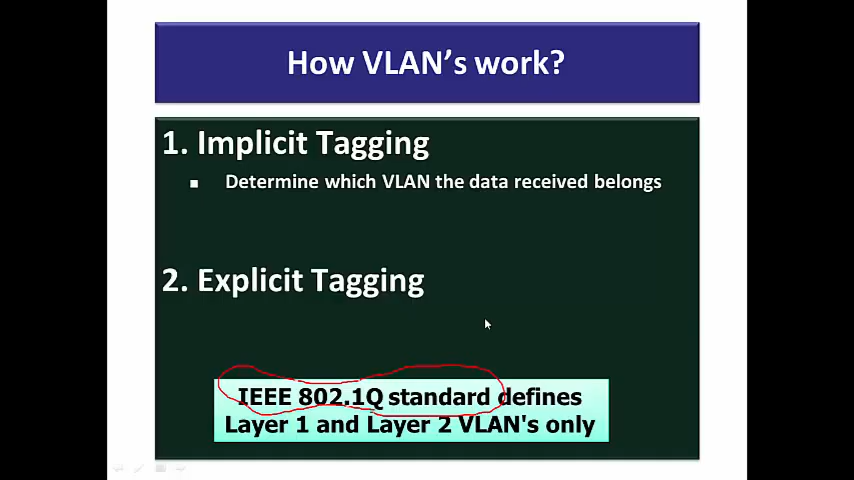 How VLAN's work?
1. Implicit Tagging
▪ Determine which VLAN the data received belongs
2. Explicit Tagging
IEEE 802.1Q standard defines
Layer 1 and Layer 2 VLAN's only